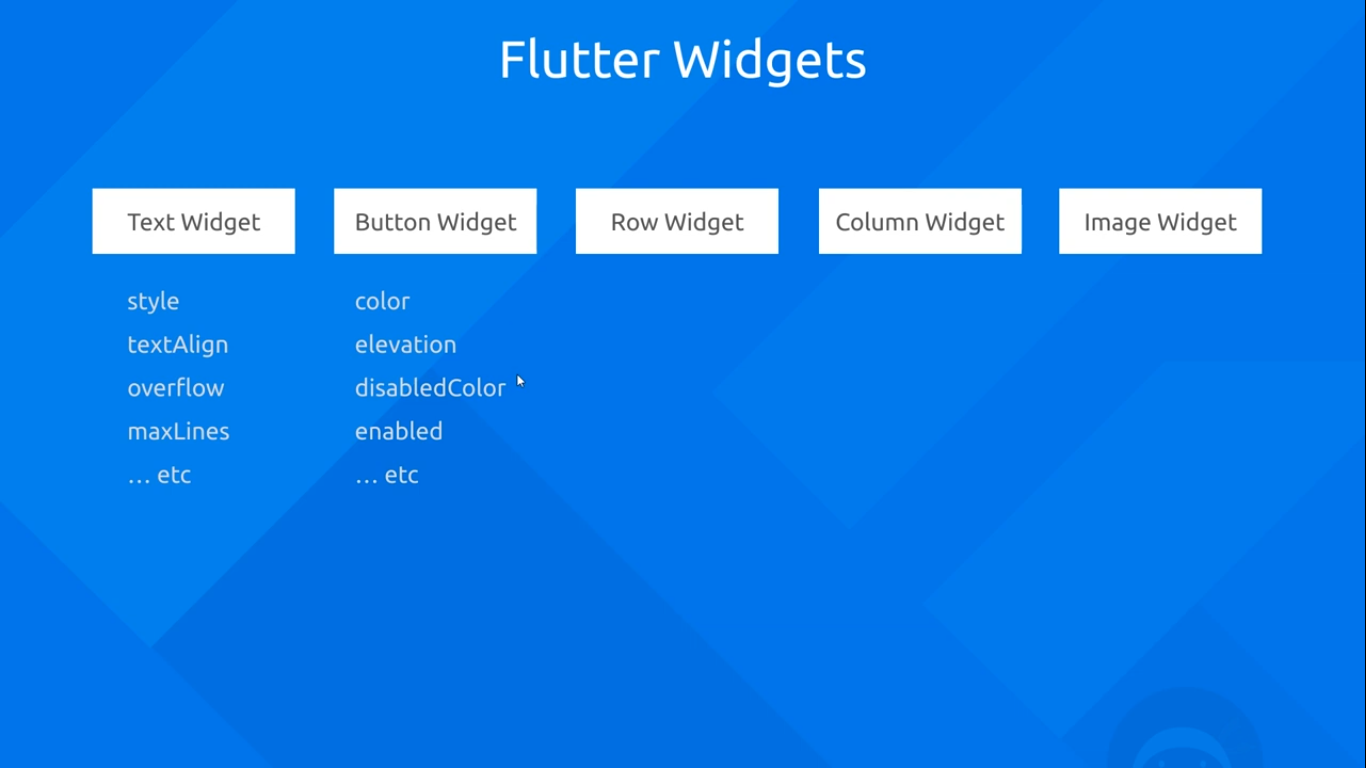 Flutter Widgets
Text Widget
Button Widget
Row Widget
Column Widget
Image Widget
style
textAlign
overflow
maxLines
... etc
color
elevation
disabledColor
enabled
... etc